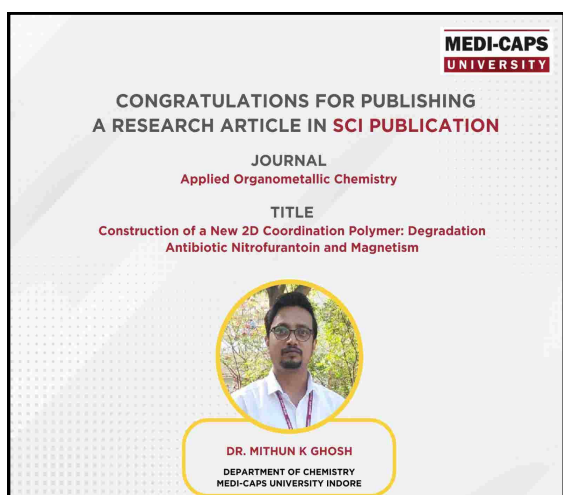 MEDI-CAPS
UNIVERSITY
CONGRATULATIONS FOR PUBLISHING
A RESEARCH ARTICLE IN SCI PUBLICATION
JOURNAL
Applied Organometallic Chemistry
TITLE
Construction of a New 2D Coordination Polymer: Degradation
Antibiotic Nitrofurantoin and Magnetism
DR. MITHUN K GHOSH
DEPARTMENT OF CHEMISTRY
MEDI-CAPS UNIVERSITY INDORE